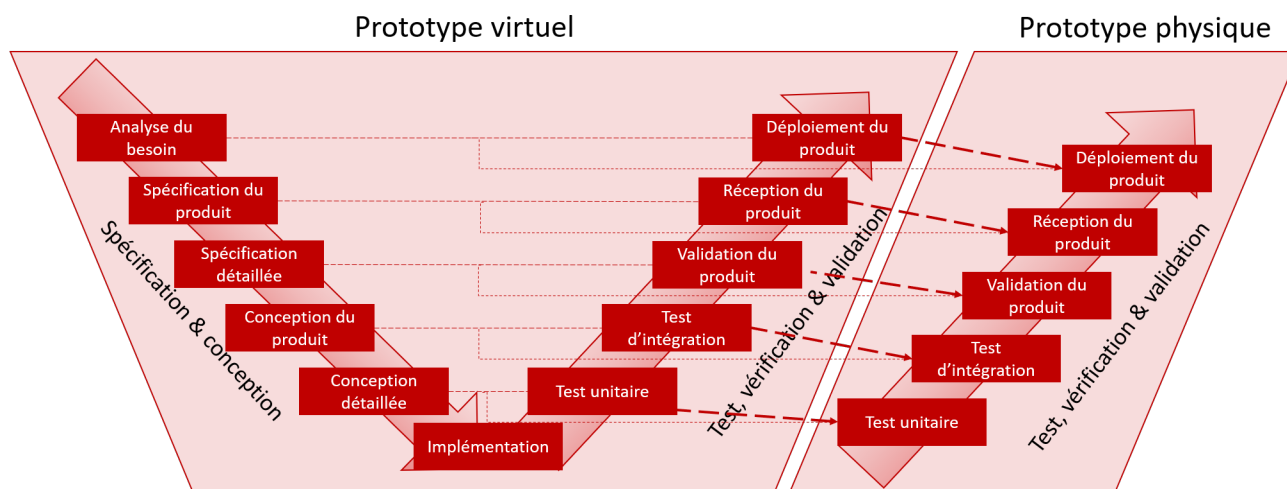 Prototype virtuel
Prototype physique
Analyse du
besoin
Spécification du
produit
Spécification
détaillée
Conception du
produit
Conception
détaillée
Implémentation
Spécification & conception
Déploiement du
produit
Réception du
produit
Validation du
produit
Test
d'intégration
Test unitaire
Test, vérification & validation
Déploiement du
produit
Réception du
produit
Validation du
produit
Test
d'intégration
Test unitaire
Test, vérification & validation